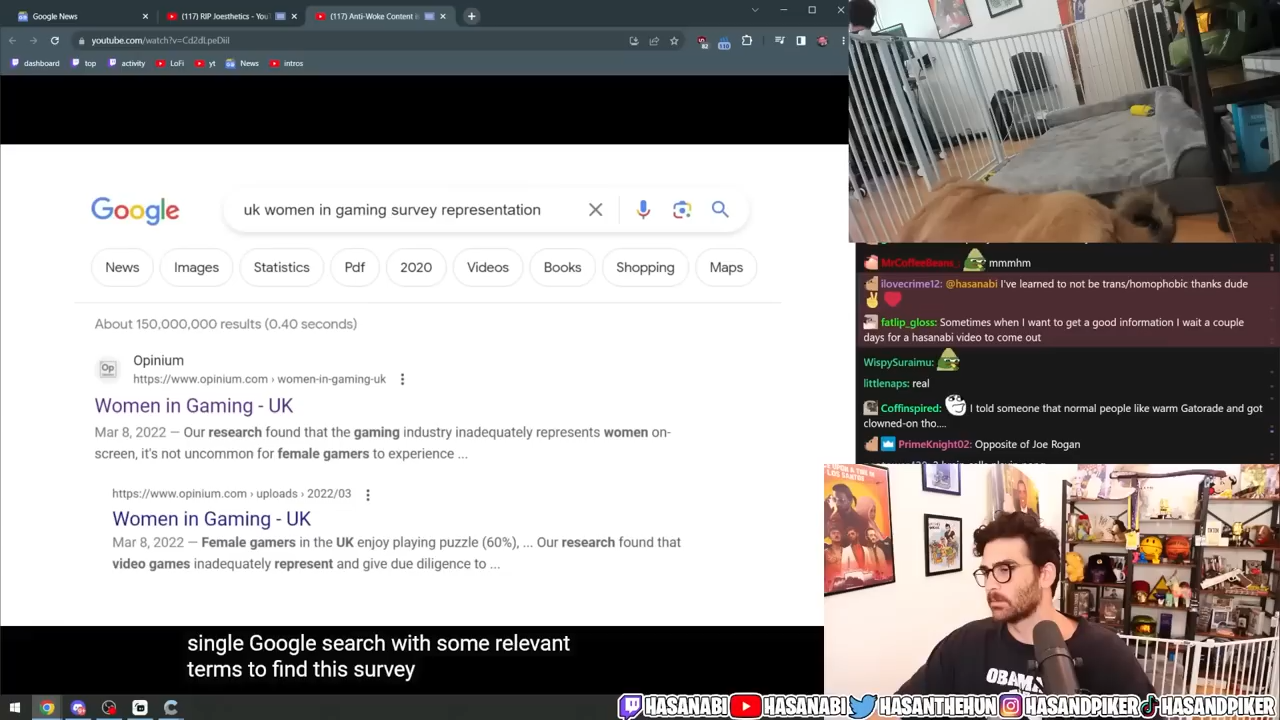 Google News
(117) RIP Joesthetics - You
(117) Anti-Woke Content i
youtube.com/watch?v=Cd2dLpeDiiI
dashboard
top
activity
LoFi
yt
News
intros
Google
uk women in gaming survey representation
News
Images
Statistics
Pdf
2020
Videos
Books
Shopping
Maps
About 150,000,000 results (0.40 seconds)
Op
Opinium
https://www.opinium.com › women-in-gaming-uk
Women in Gaming - UK
Mar 8, 2022 — Our research found that the gaming industry inadequately represents women on-
screen, it's not uncommon for female gamers to experience ...
https://www.opinium.com › uploads › 2022/03
Women in Gaming - UK
Mar 8, 2022 — Female gamers in the UK enjoy playing puzzle (60%), ... Our research found that
video games inadequately represent and give due diligence to ...
single Google search with some relevant
terms to find this survey
MrCoffeeBeans mmmhm
ilovecrime12: @hasanabi I've learned to not be trans/homophobic thanks dude
fatlip_gloss: Sometimes when I want to get a good information I wait a couple
days for a hasanabi video to come out
WispySuraimu:
littlenaps: real
Coffinspired: I told someone that normal people like warm Gatorade and got
clowned-on tho....
PrimeKnight02: Opposite of Joe Rogan
LOS SANTOS
OBAMA
HASANABI
HASANABI
HASANTHEHUN
HASANDPIKER
HASANDPIKER